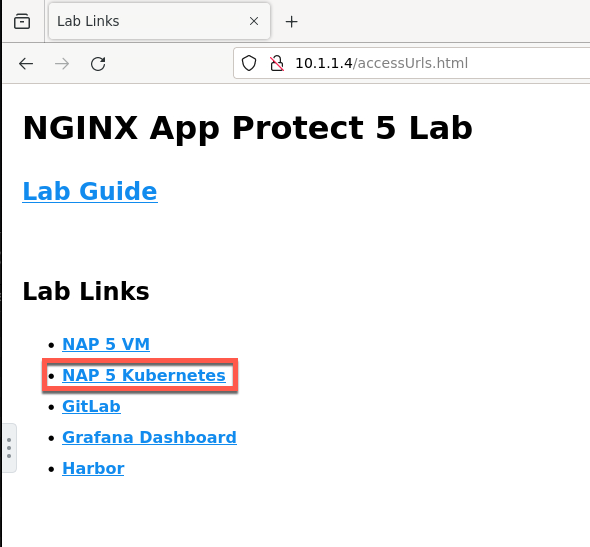 Lab Links
10.1.1.4/accessUrls.html
NGINX App Protect 5 Lab
Lab Guide
Lab Links
NAP 5 VM
NAP 5 Kubernetes
GitLab
Grafana Dashboard
Harbor